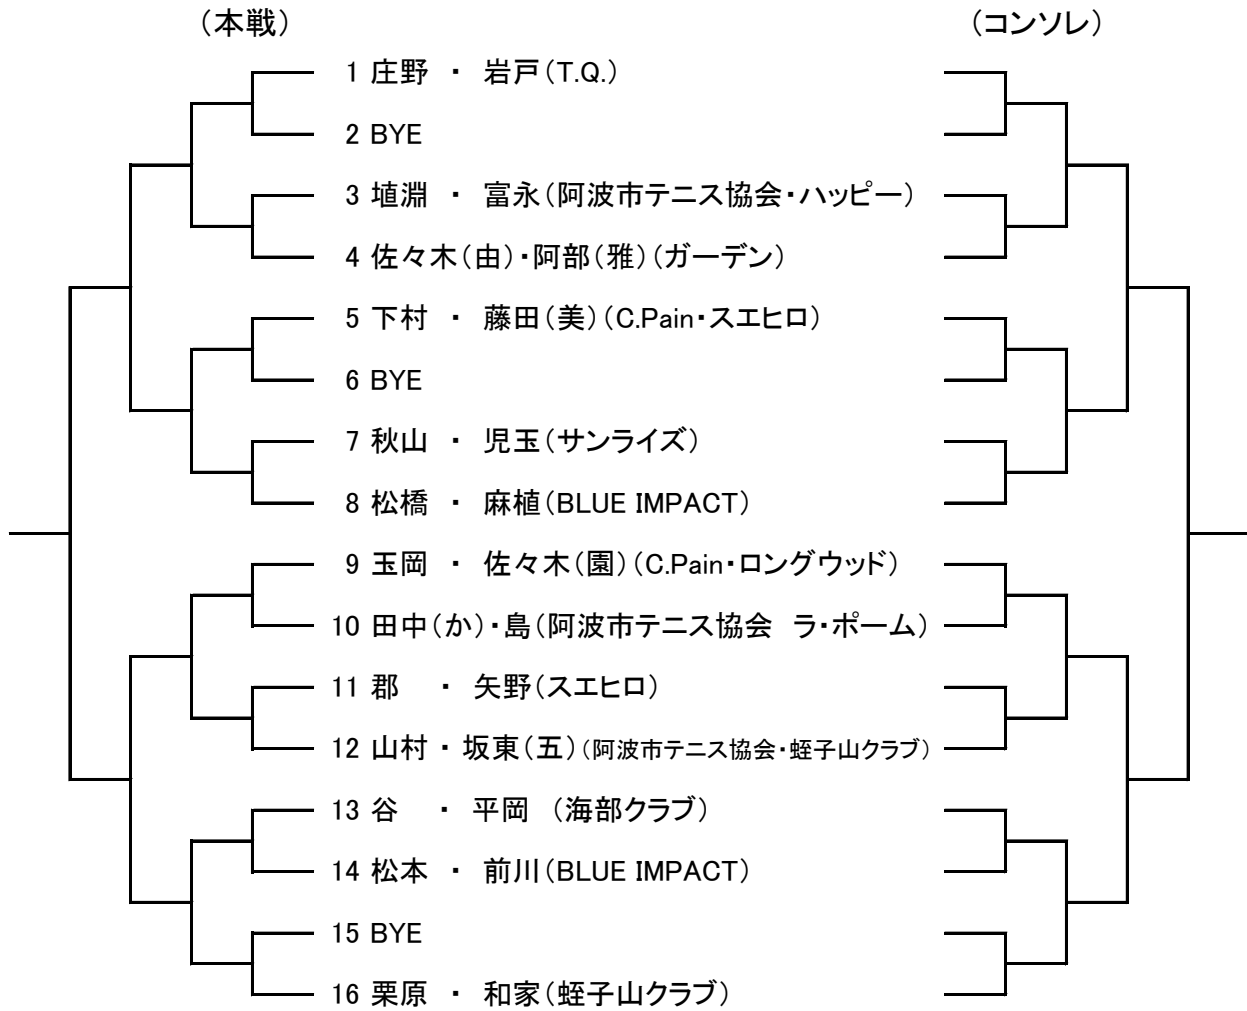 （本戦）	（コンソレ）
1 庄野 ・ 岩戸（T.Q.）
2 BYE
3 埴淵 ・ 富永（阿波市テニス協会・ハッピー）
4 佐々木（由）・阿部（雅）（ガーデン）
5 下村 ・ 藤田（美）（C.Pain・スエヒロ）
6 BYE
7 秋山 ・ 児玉（サンライズ）
8 松橋 ・ 麻植（BLUE IMPACT）
9 玉岡 ・ 佐々木（園）（C.Pain・ロングウッド）
10 田中（か）・島（阿波市テニス協会　ラ・ポーム）
11 郡 ・ 矢野（スエヒロ）
12 山村 ・ 坂東（五）（阿波市テニス協会・蛭子山クラブ）
13 谷 ・ 平岡 （海部クラブ）
14 松本 ・ 前川（BLUE IMPACT）
15 BYE
16 栗原 ・ 和家（蛭子山クラブ）